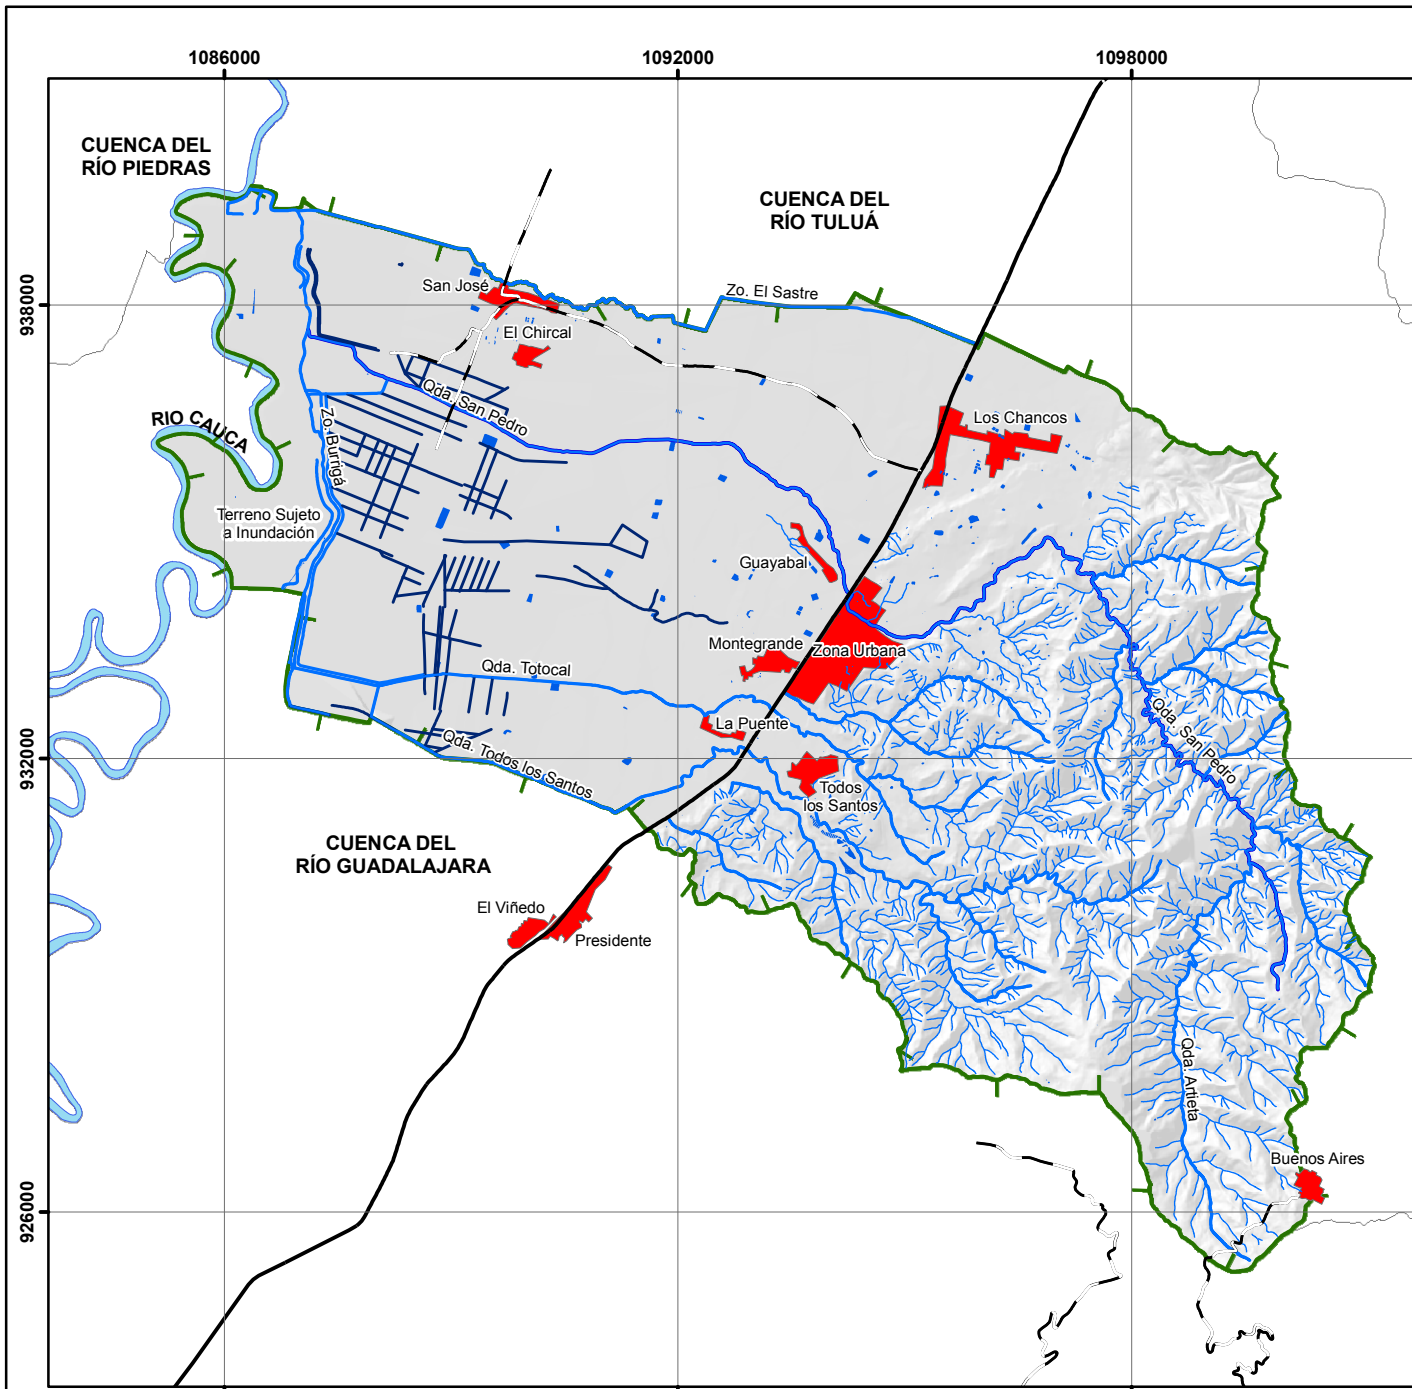 1086000
1092000
1098000
CUENCA DEL
RÍO PIEDRAS
CUENCA DEL
RÍO TULUÁ
938000
San José
Zo. El Sastre
El Chircal
Qda. San Pedro
RIO CAUCA
Zo. Burrigá
Los Chancos
Terreno Sujeto
a Inundación
Guayabal
Montegrande
Zona Urbana
Qda. Totocal
La Puente
Qda. San Pedro
932000
Qda. Todos los Santos
Todos
los Santos
CUENCA DEL
RÍO GUADALAJARA
El Viñedo
Presidente
Qda. Artieta
Buenos Aires
926000